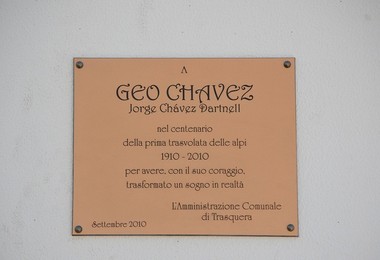 A
GEO CHAVEZ
Jorge Chávez Dartnell
nel centenario
della prima trasvolata delle alpi
1910 - 2010
per avere, con il suo coraggio,
trasformato un sogno in realtà
L'Amministrazione Comunale
di Trasquera
Settembre 2010